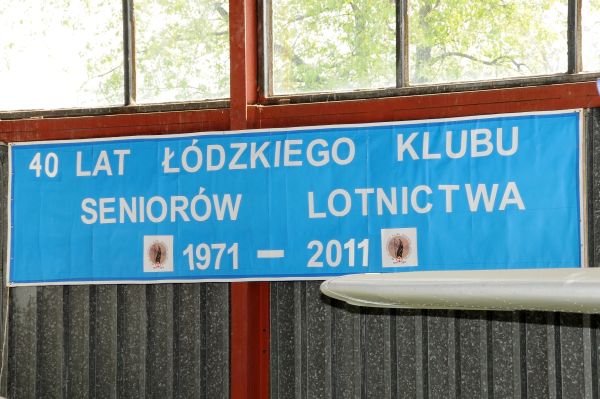 40 LAT ŁÓDZKIEGO KLUBU
SENIORÓW LOTNICTWA
1971 – 2011